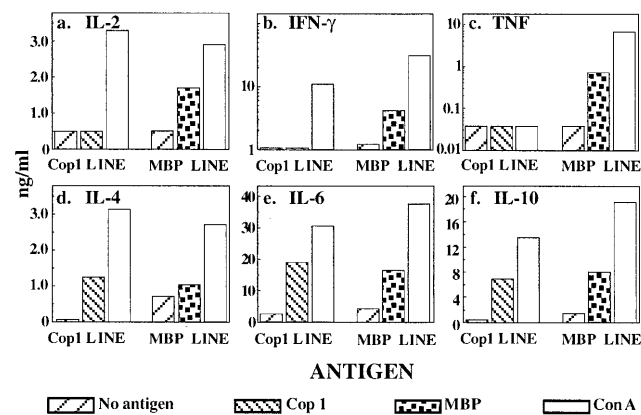 a. IL-2
b. IFN-γ
c. TNF
3.0
2.0
1.0
0
10
1
10
1
0.1
0.01
Cop1 LINE MBP LINE
Cop1 LINE MBP LINE
Cop1 LINE MBP LINE
ng/ml
d. IL-4
e. IL-6
f. IL-10
3.0
2.0
1.0
0
40
30
20
10
0
20
16
12
8
4
0
Cop1 LINE MBP LINE
Cop1 LINE MBP LINE
Cop1 LINE MBP LINE
ANTIGEN
No antigen
Cop 1
MBP
Con A